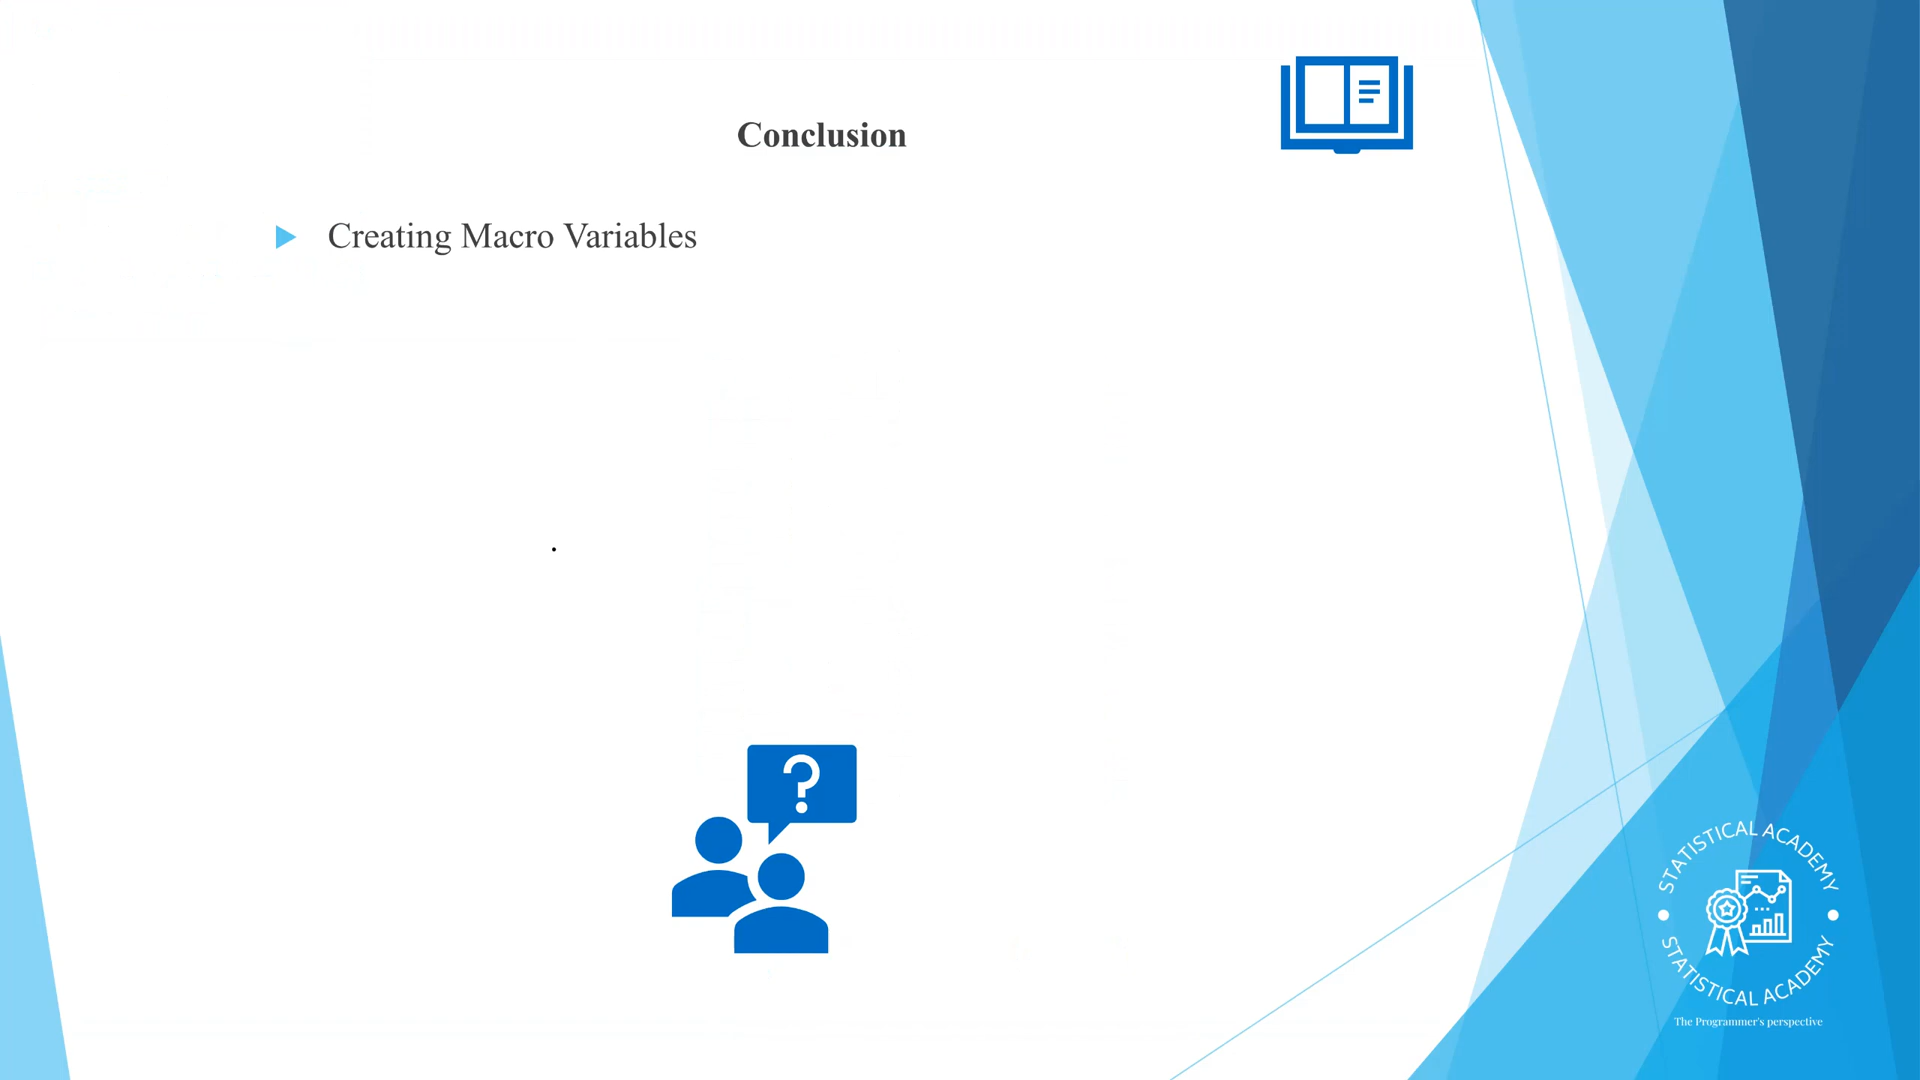 Conclusion
Creating Macro Variables
.
?
STATISTICAL ACADEMY
STATISTICAL ACADEMY
The Programmer's perspective